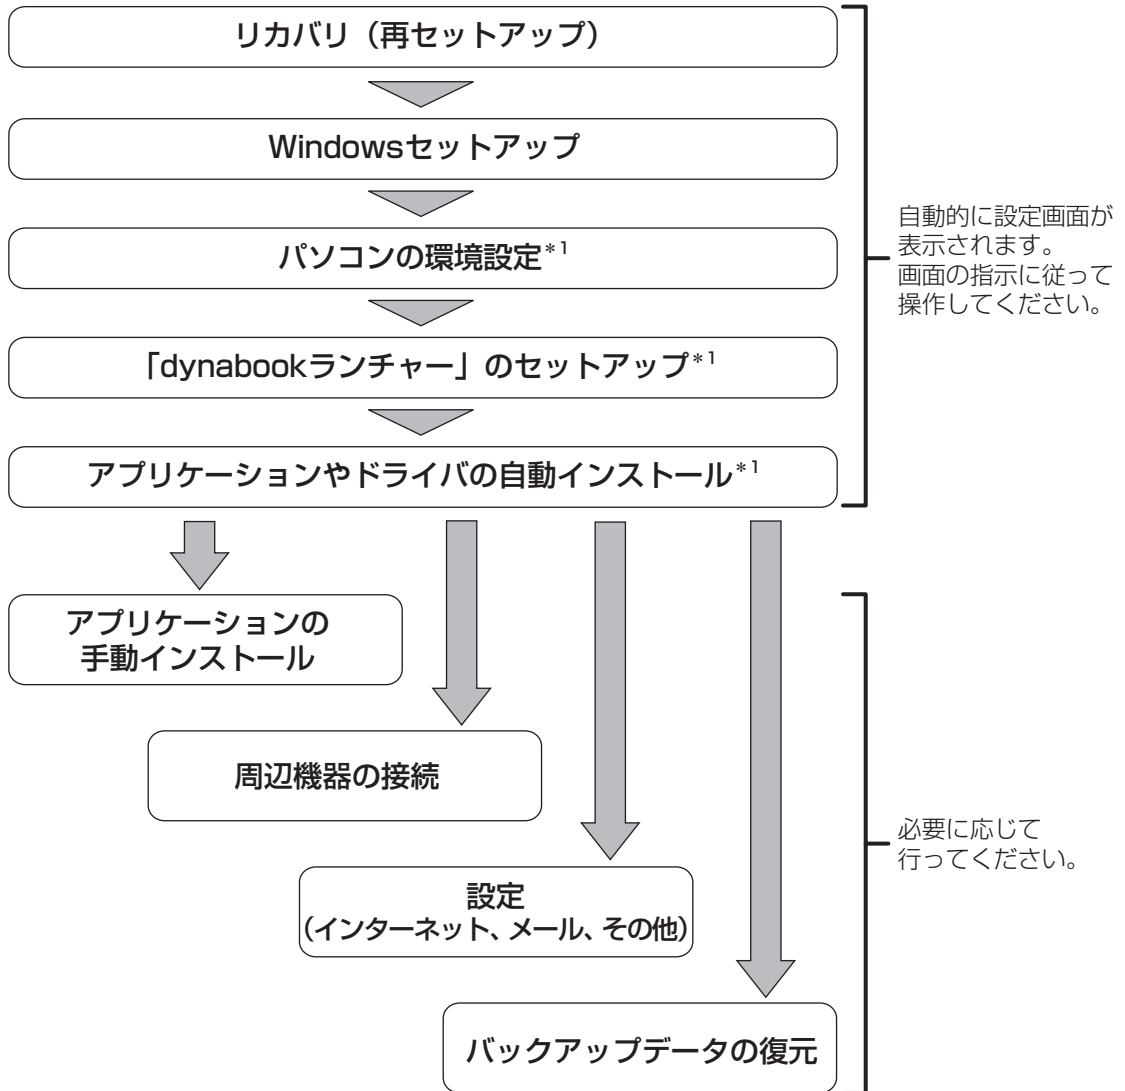 リカバリ（再セットアップ）
Windowsセットアップ
パソコンの環境設定*1
「dynabookランチャー」のセットアップ*1
アプリケーションやドライバの自動インストール*1
自動的に設定画面が
表示されます。
画面の指示に従って
操作してください。
アプリケーションの
手動インストール
周辺機器の接続
設定
（インターネット、メール、その他）
バックアップデータの復元
必要に応じて
行ってください。